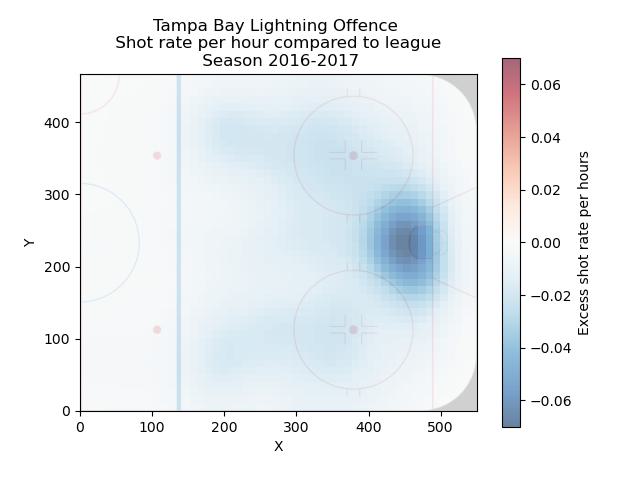 Tampa Bay Lightning Offence
Shot rate per hour compared to league
Season 2016-2017
400
300
200
100
0
Y
0 100 200 300 400 500
X
0.06
0.04
0.02
0.00
−0.02
−0.04
−0.06
Excess shot rate per hours